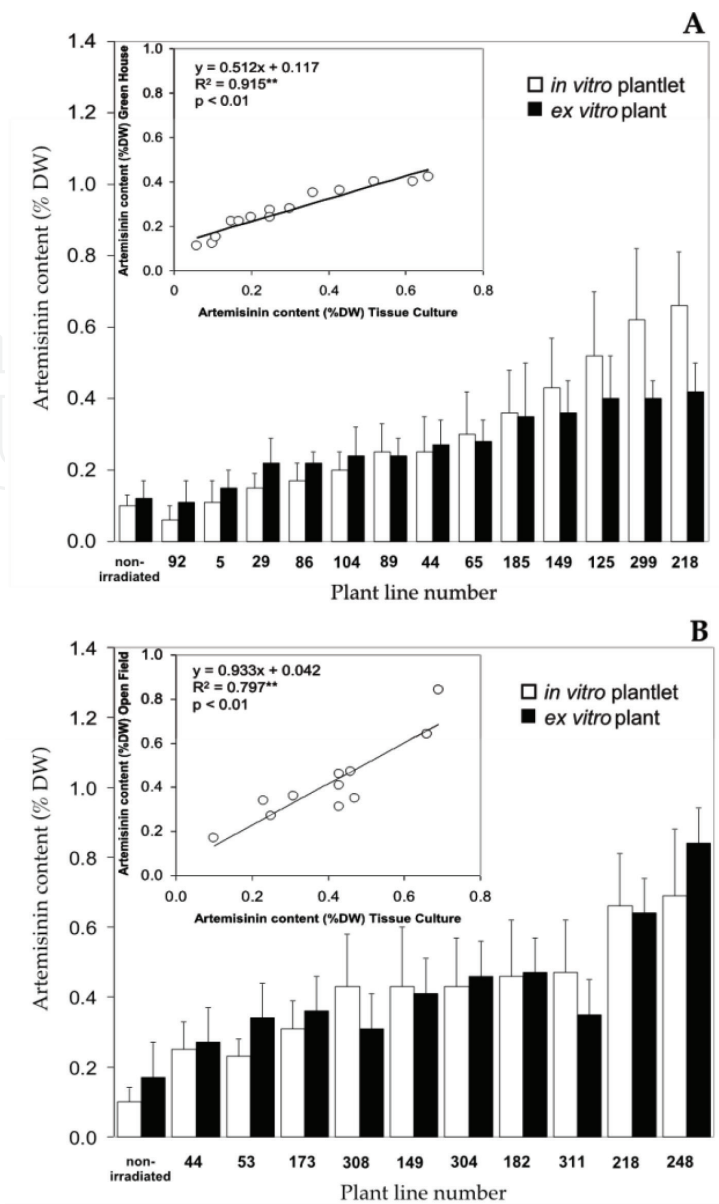 A
1.4
1.2
1.0
0.8
0.6
0.4
0.2
0.0
Artemisinin content (% DW)
1.0
0.8
0.6
0.4
0.2
0.0
Artemisinin content (%DW) Green House
y = 0.512x + 0.117
R² = 0.915**
p < 0.01
0 0.2 0.4 0.6 0.8
Artemisinin content (%DW) Tissue Culture
in vitro plantlet
ex vitro plant
non-irradiated 92 5 29 86 104 89 44 65 185 149 125 299 218
Plant line number
B
1.4
1.2
1.0
0.8
0.6
0.4
0.2
0.0
Artemisinin content (% DW)
1.0
0.8
0.6
0.4
0.2
0.0
Artemisinin content (%DW) Open Field
y = 0.933x + 0.042
R² = 0.797**
p < 0.01
0.0 0.2 0.4 0.6 0.8
Artemisinin content (%DW) Tissue Culture
in vitro plantlet
ex vitro plant
non-irradiated 44 53 173 308 149 304 182 311 218 248
Plant line number